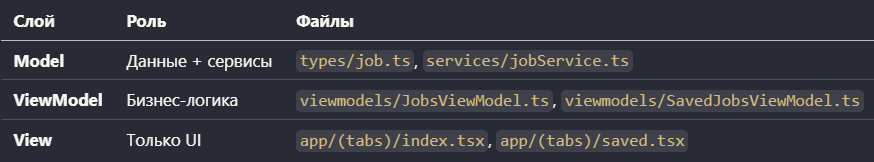 Слой Роль Файлы
Model Данные + сервисы types/job.ts, services/jobService.ts
ViewModel Бизнес-логика viewmodels/JobsViewModel.ts, viewmodels/SavedJobsViewModel.ts
View Только UI app/(tabs)/index.tsx, app/(tabs)/saved.tsx